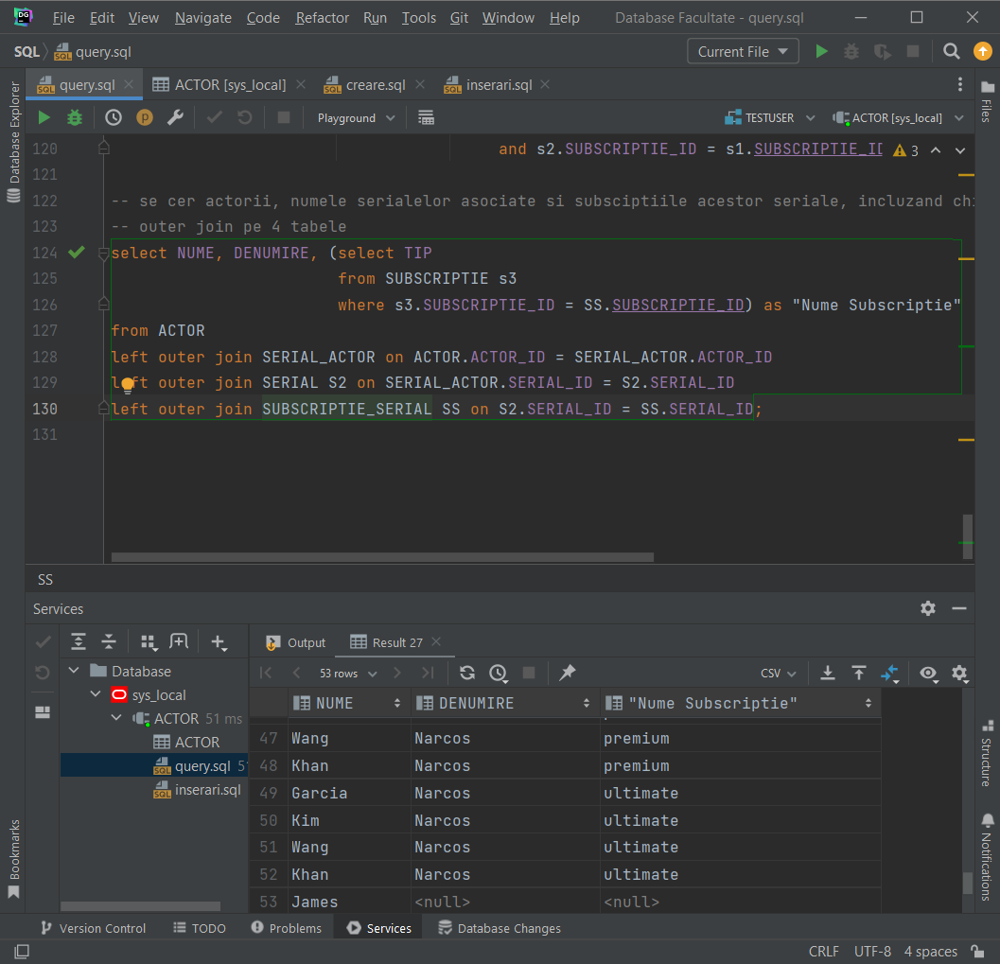 DG File Edit View Navigate Code Refactor Run Tools Git Window Help Database Facultate - query.sql
SQL query.sql Current File
query.sql ACTOR [sys_local] creare.sql inserari.sql
Playground TESTUSER ACTOR [sys_local]
120 and s2.SUBSCRIPTIE_ID = s1.SUBSCRIPTIE_ID 3
121
122 -- se cer actorii, numele serialelor asociate si subsciptiile acestor seriale, incluzand chi
123 -- outer join pe 4 tabele
124 select NUME, DENUMIRE, (select TIP
125 from SUBSCRIPTIE s3
126 where s3.SUBSCRIPTIE_ID = SS.SUBSCRIPTIE_ID) as "Nume Subscriptie"
127 from ACTOR
128 left outer join SERIAL_ACTOR on ACTOR.ACTOR_ID = SERIAL_ACTOR.ACTOR_ID
129 left outer join SERIAL S2 on SERIAL_ACTOR.SERIAL_ID = S2.SERIAL_ID
130 left outer join SUBSCRIPTIE_SERIAL SS on S2.SERIAL_ID = SS.SERIAL_ID;
131
SS
Services
Output Result 27
53 rows CSV
Database
sys_local
ACTOR 51 ms
ACTOR
query.sql 51
inserari.sql
NUME DENUMIRE "Nume Subscriptie"
47 Wang Narcos premium
48 Khan Narcos premium
49 Garcia Narcos ultimate
50 Kim Narcos ultimate
51 Wang Narcos ultimate
52 Khan Narcos ultimate
53 James <null> <null>
Database Explorer
Bookmarks
Files
Structure
Notifications
Version Control TODO Problems Services Database Changes
CRLF UTF-8 4 spaces